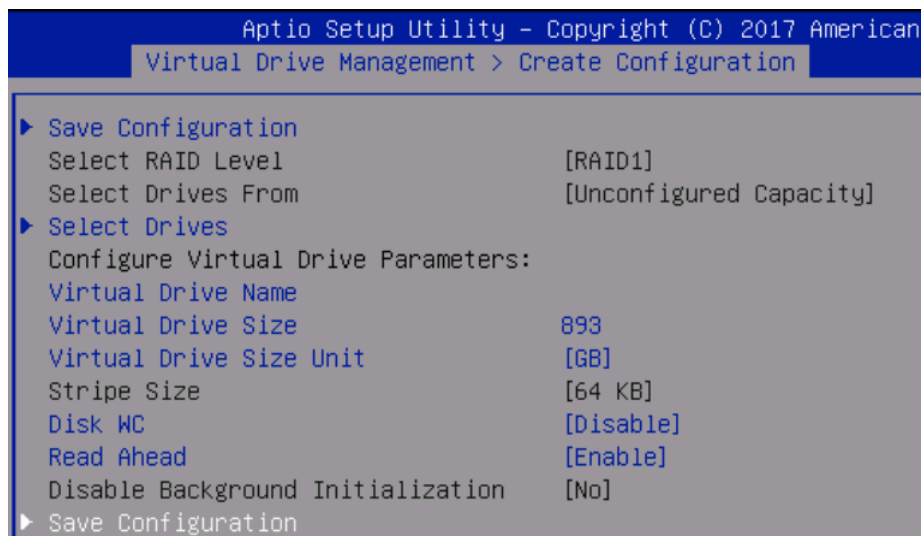 Aptio Setup Utility – Copyright (C) 2017 American
Virtual Drive Management > Create Configuration
▶ Save Configuration
Select RAID Level [RAID1]
Select Drives From [Unconfigured Capacity]
▶ Select Drives
Configure Virtual Drive Parameters:
Virtual Drive Name
Virtual Drive Size 893
Virtual Drive Size Unit [GB]
Stripe Size [64 KB]
Disk WC [Disable]
Read Ahead [Enable]
Disable Background Initialization [No]
▶ Save Configuration